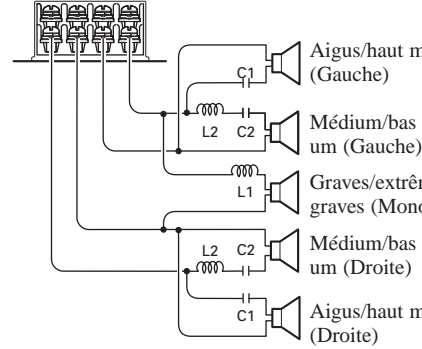 C1
Aigus/haut m
(Gauche)
L2
C2
Médium/bas
um (Gauche)
L1
Graves/extrê
graves (Mono
L2
C2
Médium/bas
um (Droite)
C1
Aigus/haut m
(Droite)